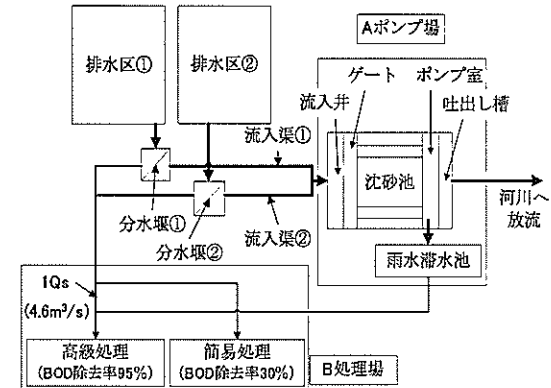 排水区①
排水区②
Aポンプ場
ゲート
ポンプ室
流入井
吐出し槽
流入渠①
沈砂池
分水堰①
分水堰②
流入渠②
河川へ
放流
雨水滞水池
1Qs
(4.6m³/s)
高級処理
(BOD除去率95%)
簡易処理
(BOD除去率30%)
B処理場